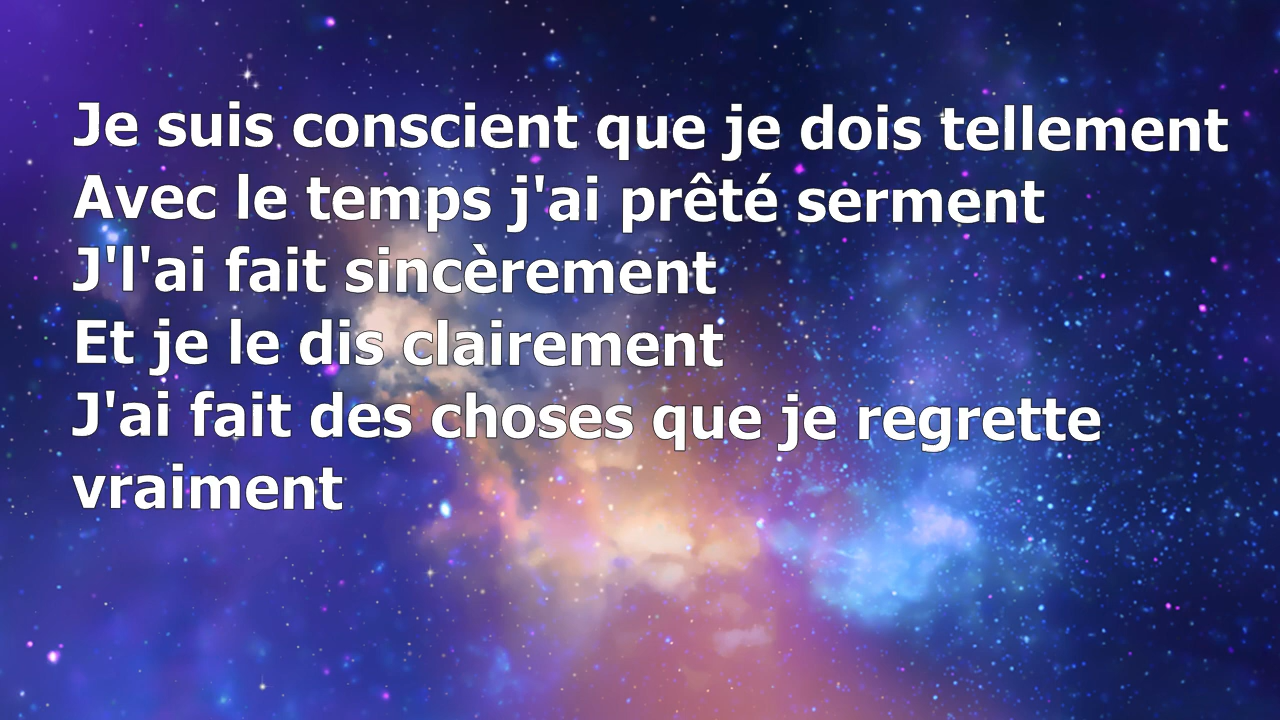 Je suis conscient que je dois tellement
Avec le temps j'ai prêté serment
J'l'ai fait sincèrement
Et je le dis clairement
J'ai fait des choses que je regrette
vraiment